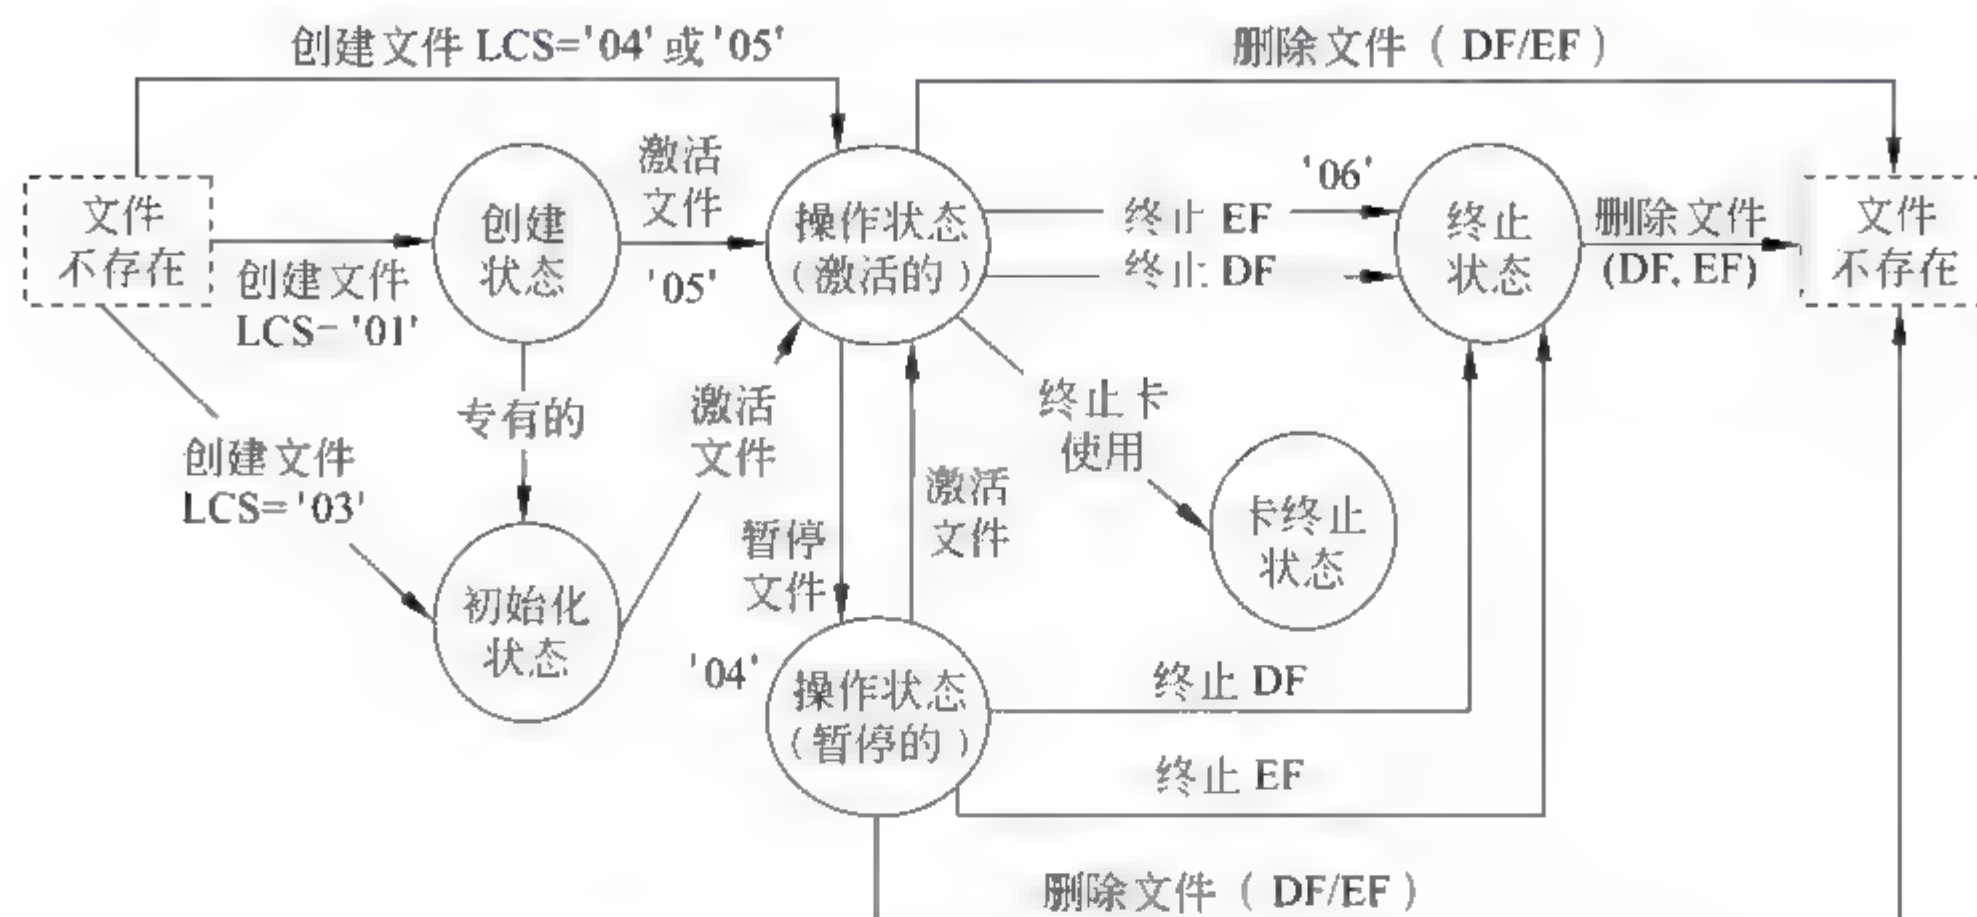 创建文件 LCS='04'或'05'
删除文件（DF/EF）
文件
不存在
创建文件
LCS='01'
创建
状态
激活
文件
'05'
操作状态
（激活的）
终止 EF
'06'
终止 DF
终止
状态
删除文件
(DF, EF)
文件
不存在
创建文件
LCS='03'
专有的
激活
文件
初始化
状态
暂停
文件
激活
文件
终止卡
使用
卡终止
状态
'04'
操作状态
（暂停的）
终止 DF
终止 EF
删除文件（DF/EF）